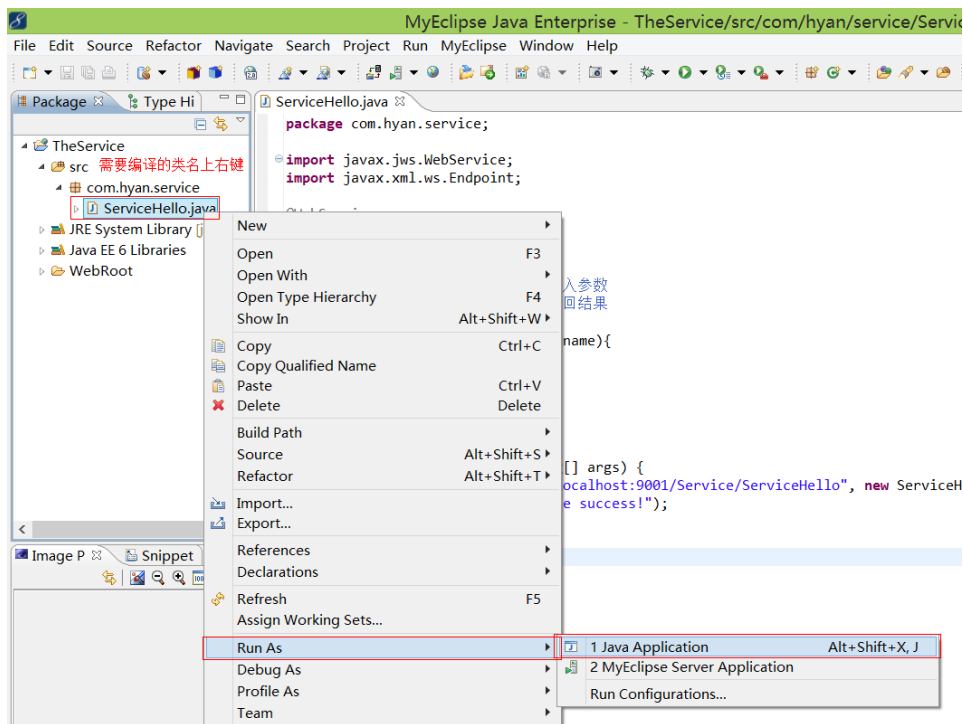 MyEclipse Java Enterprise - TheService/src/com/hyan/service/Servic
File Edit Source Refactor Navigate Search Project Run MyEclipse Window Help
Package Type Hi
TheService
src 需要编译的类名上右键
com.hyan.service
ServiceHello.java
JRE System Library
Java EE 6 Libraries
WebRoot
ServiceHello.java
package com.hyan.service;
import javax.jws.WebService;
import javax.xml.ws.Endpoint;
入参数
回结果
name){
[] args) {
ocalhost:9001/Service/ServiceHello", new ServiceH
e success!");
New
Open F3
Open With
Open Type Hierarchy F4
Show In Alt+Shift+W
Copy Ctrl+C
Copy Qualified Name
Paste Ctrl+V
Delete Delete
Build Path
Source Alt+Shift+S
Refactor Alt+Shift+T
Import...
Export...
References
Declarations
Refresh F5
Assign Working Sets...
Run As
Debug As
Profile As
Team
1 Java Application Alt+Shift+X, J
2 MyEclipse Server Application
Run Configurations...
Image P Snippet